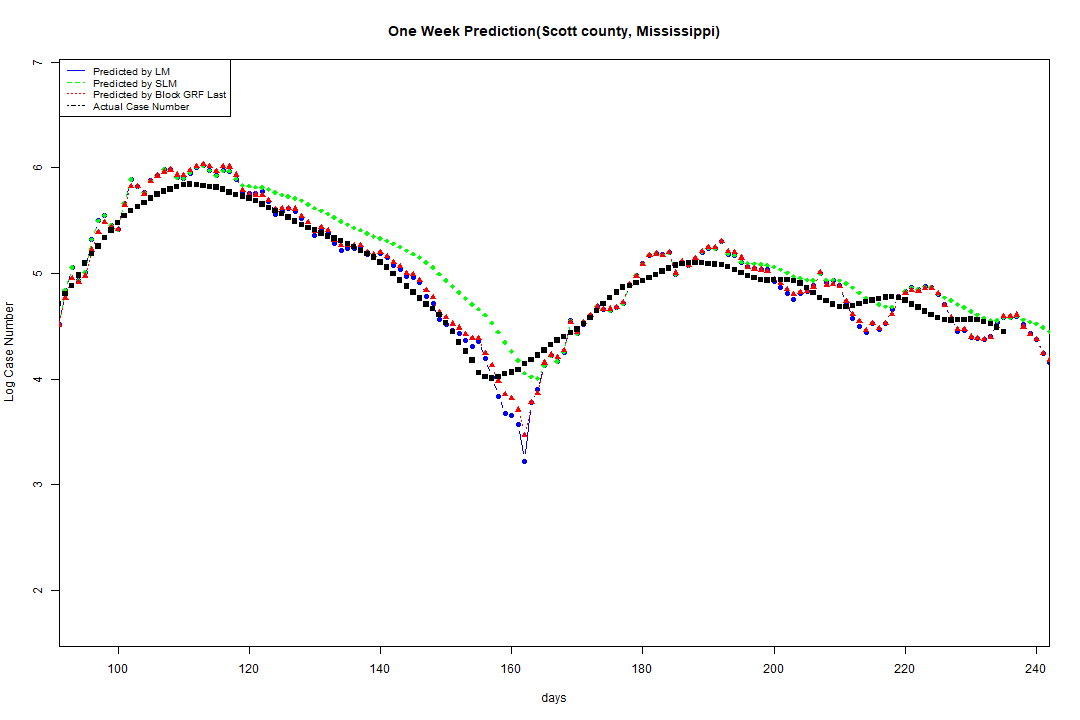 One Week Prediction(Scott county, Mississippi)
Predicted by LM
Predicted by SLM
Predicted by Block GRF Last
Actual Case Number
Log Case Number
7
6
5
4
3
2
100 120 140 160 180 200 220 240
days